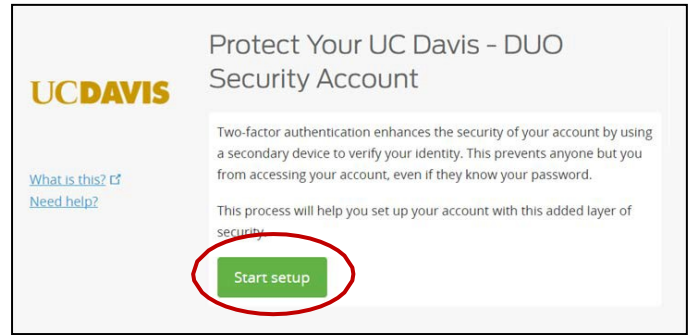 Protect Your UC Davis - DUO
Security Account
UCDAVIS
Two-factor authentication enhances the security of your account by using
a secondary device to verify your identity. This prevents anyone but you
from accessing your account, even if they know your password.
What is this?
Need help?
This process will help you set up your account with this added layer of
security.
Start setup